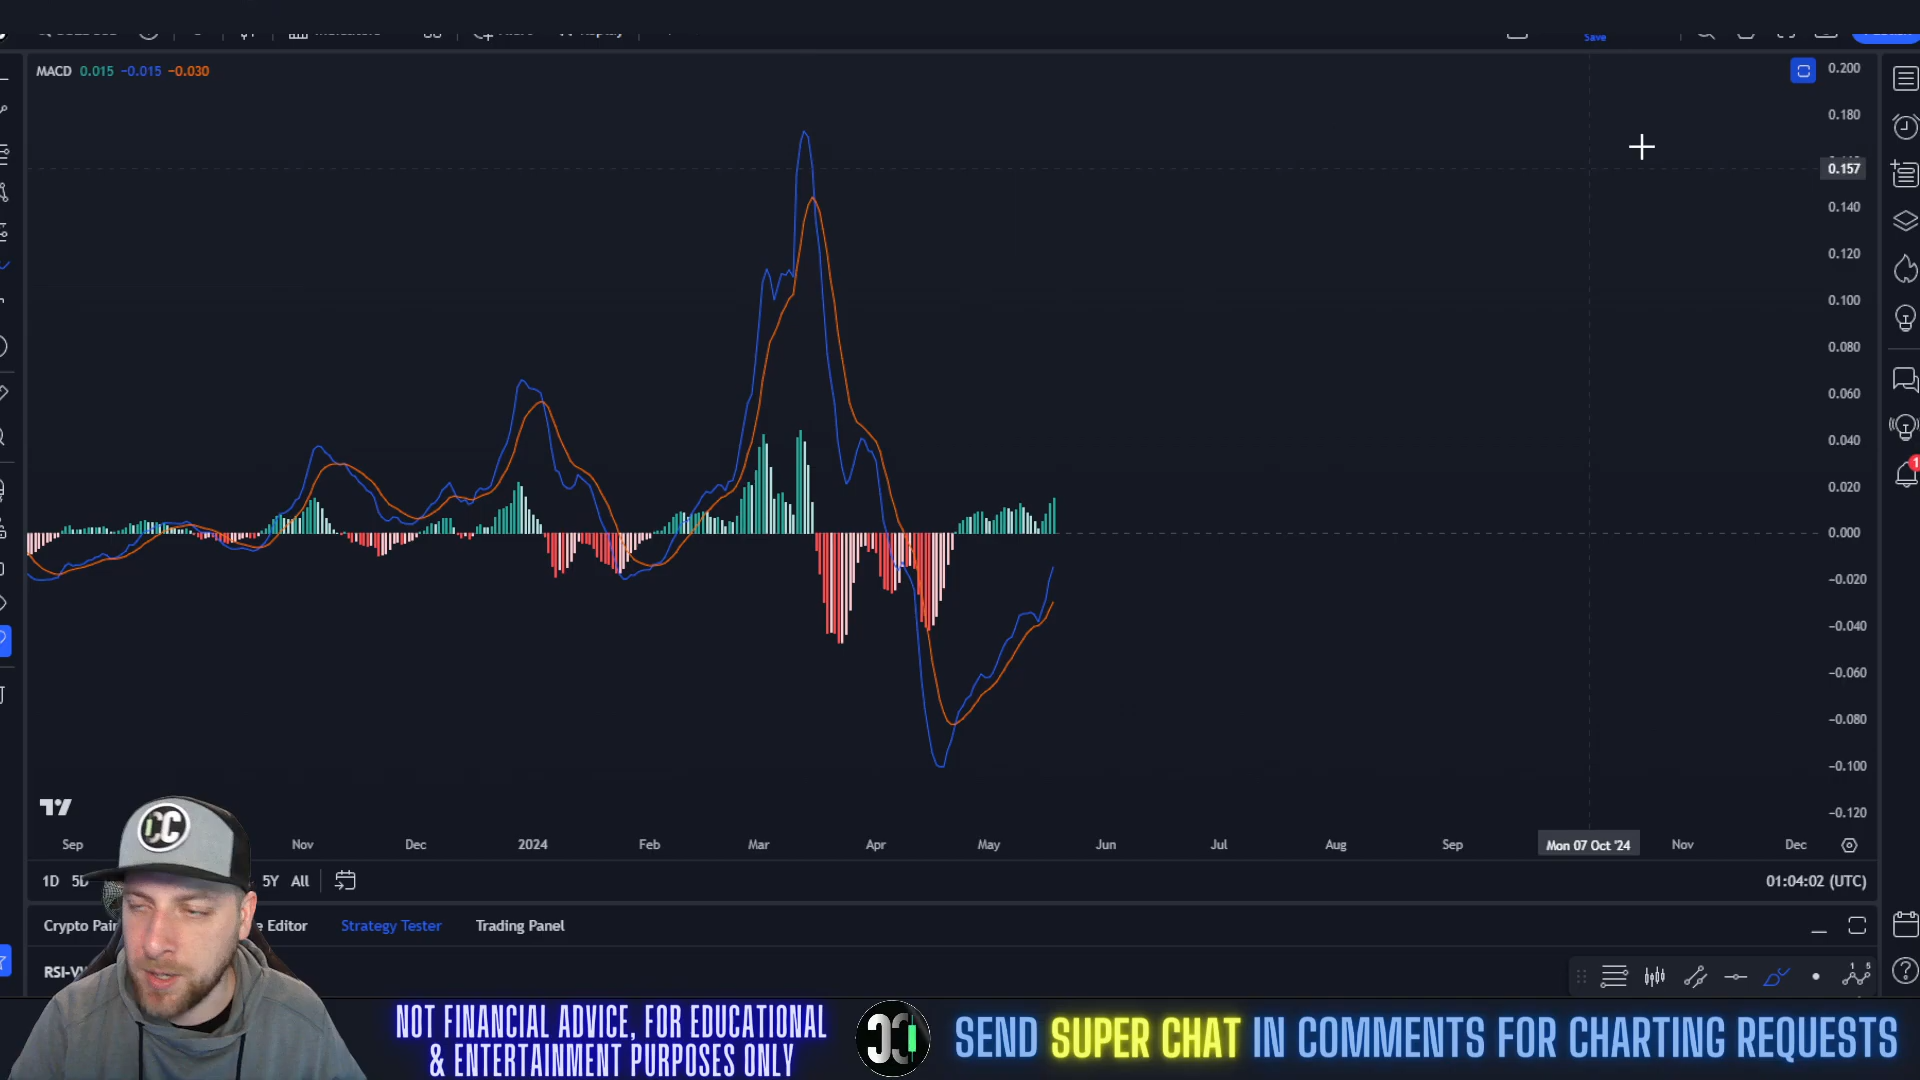 Save
MACD 0.015 −0.015 −0.030
0.200
0.180
0.157
0.140
0.120
0.100
0.080
0.060
0.040
0.020
0.000
−0.020
−0.040
−0.060
−0.080
−0.100
−0.120
1
Sep Nov Dec 2024 Feb Mar Apr May Jun Jul Aug Sep Mon 07 Oct '24 Nov Dec
1D 5D 5Y All 01:04:02 (UTC)
Crypto Pair e Editor Strategy Tester Trading Panel
CC
NOT FINANCIAL ADVICE, FOR EDUCATIONAL
& ENTERTAINMENT PURPOSES ONLY
SEND SUPER CHAT IN COMMENTS FOR CHARTING REQUESTS